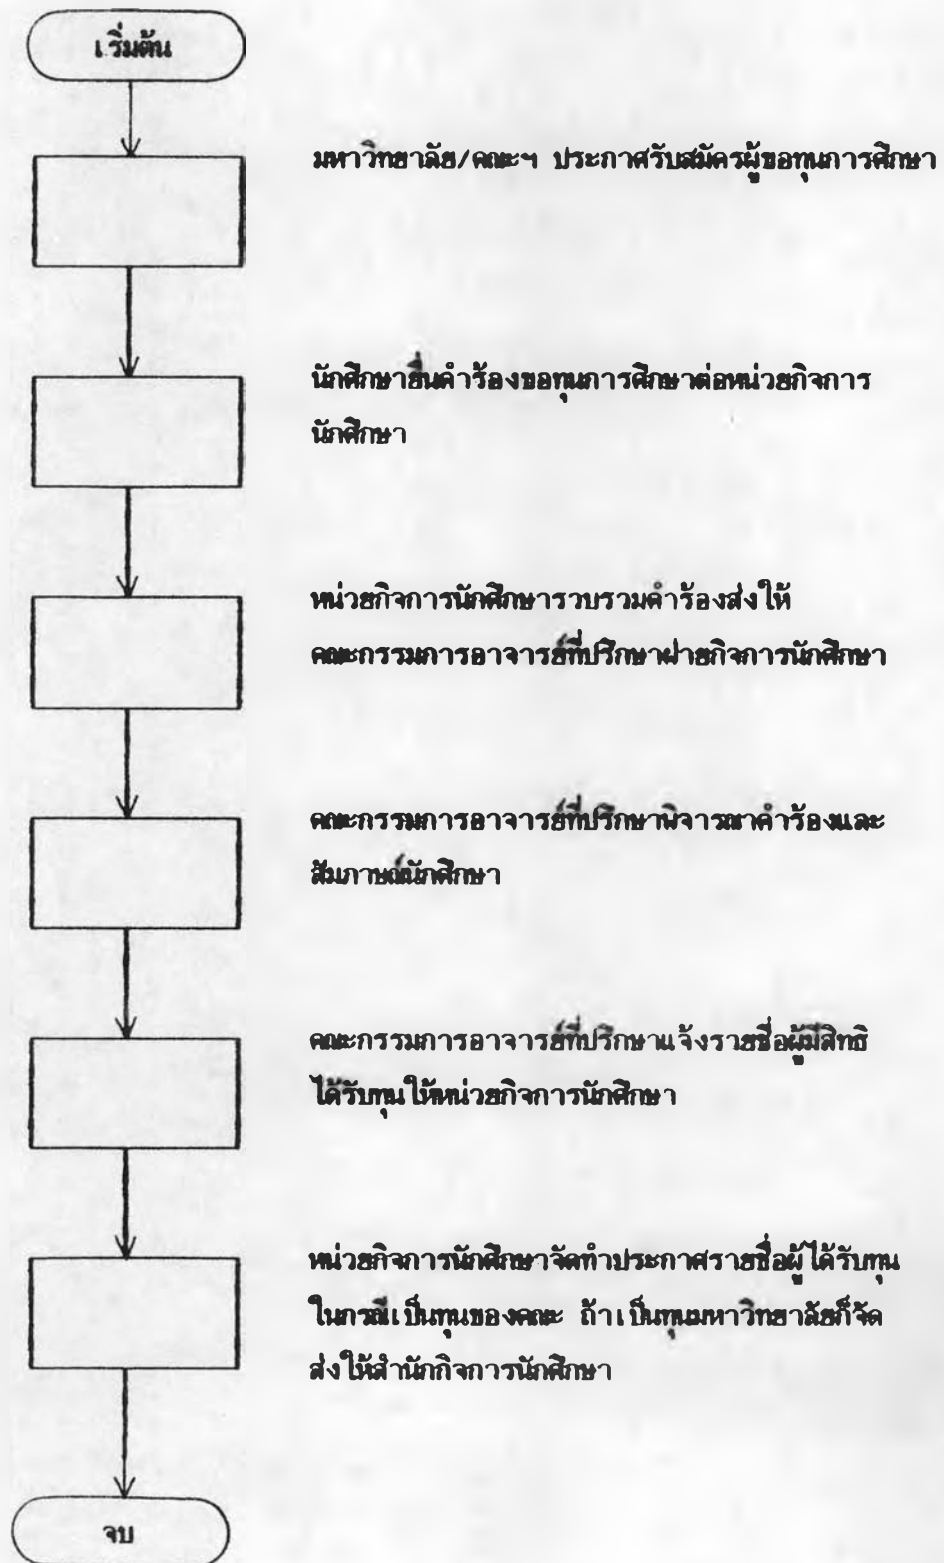 เริ่มต้น
มหาวิทยาลัย/คณะฯ ประกาศรับสมัครผู้ขอทุนการศึกษา
นักศึกษายื่นคำร้องขอทุนการศึกษาต่อหน่วยกิจการ
นักศึกษา
หน่วยกิจการนักศึกษารวบรวมคำร้องส่งให้
คณะกรรมการอาจารย์ที่ปรึกษาฝ่ายกิจการนักศึกษา
คณะกรรมการอาจารย์ที่ปรึกษาพิจารณาคำร้องและ
สัมภาษณ์นักศึกษา
คณะกรรมการอาจารย์ที่ปรึกษาแจ้งรายชื่อผู้มีสิทธิ
ได้รับทุนให้หน่วยกิจการนักศึกษา
หน่วยกิจการนักศึกษาจัดทำประกาศรายชื่อผู้ได้รับทุน
ในกรณีเป็นทุนของคณะ ถ้าเป็นทุนมหาวิทยาลัยก็จัด
ส่งให้สำนักกิจการนักศึกษา
จบ